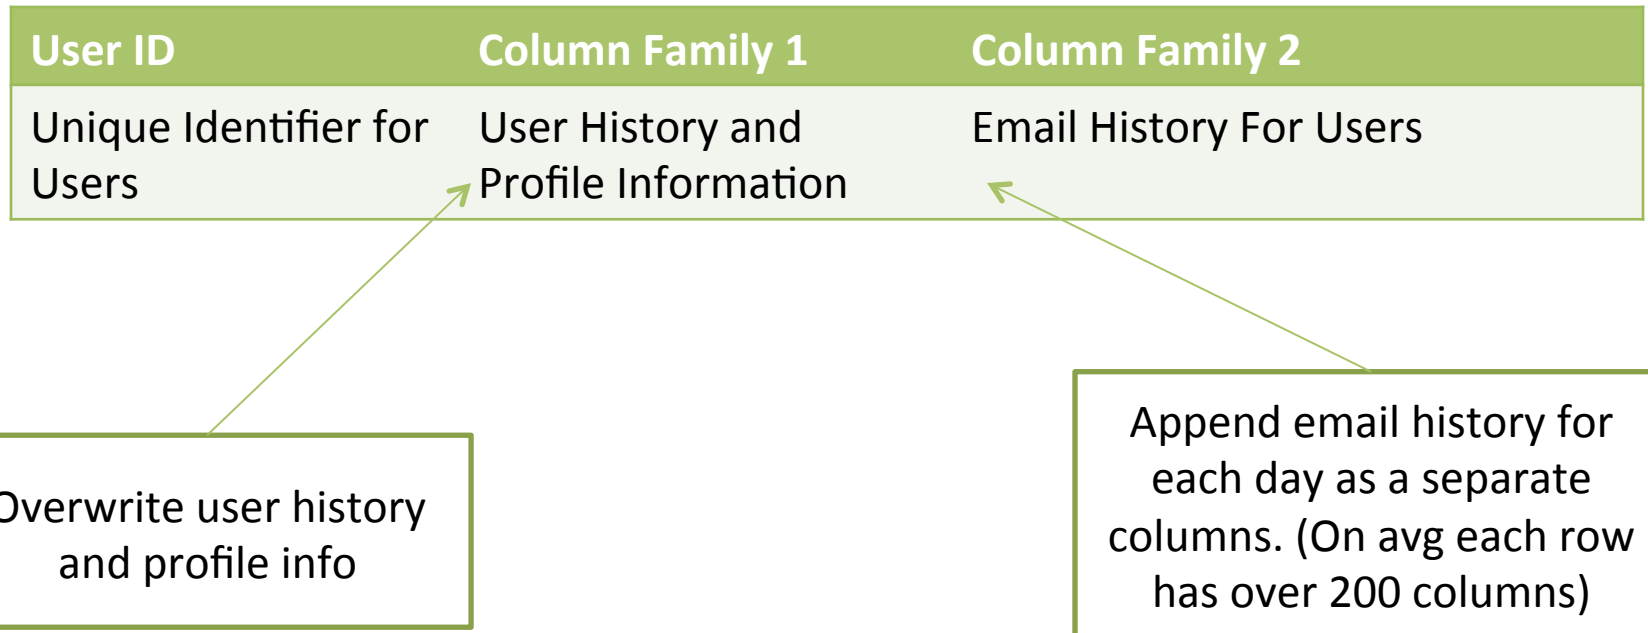 User ID
Column Family 1
Column Family 2
Unique Identifier for
Users
User History and
Profile Information
Email History For Users
Overwrite user history
and profile info
Append email history for
each day as a separate
columns. (On avg each row
has over 200 columns)